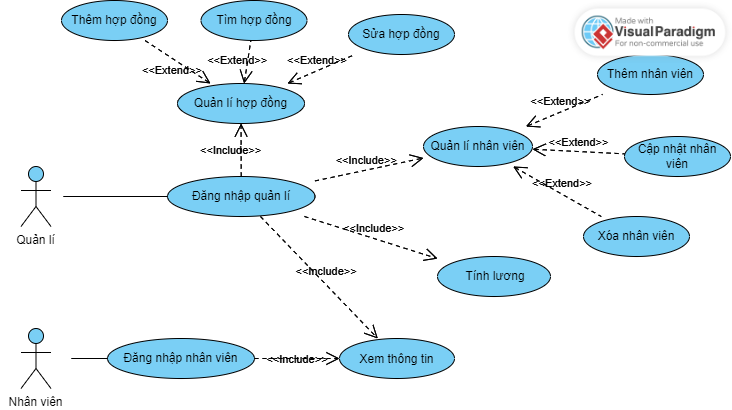 Thêm hợp đồng
Tìm hợp đồng
Sửa hợp đồng
Made with
VisualParadigm
For non-commercial use
<<Extend>>
<<Extend>>
<<Extend>>
Thêm nhân viên
Quản lí hợp đồng
<<Extend>>
<<Include>>
Quản lí nhân viên
<<Extend>>
Cập nhật nhân
viên
<<Include>>
<<Extend>>
Đăng nhập quản lí
Quản lí
<<Include>>
Xóa nhân viên
<<Include>>
Tính lương
Đăng nhập nhân viên
<<Include>>
Xem thông tin
Nhân viên